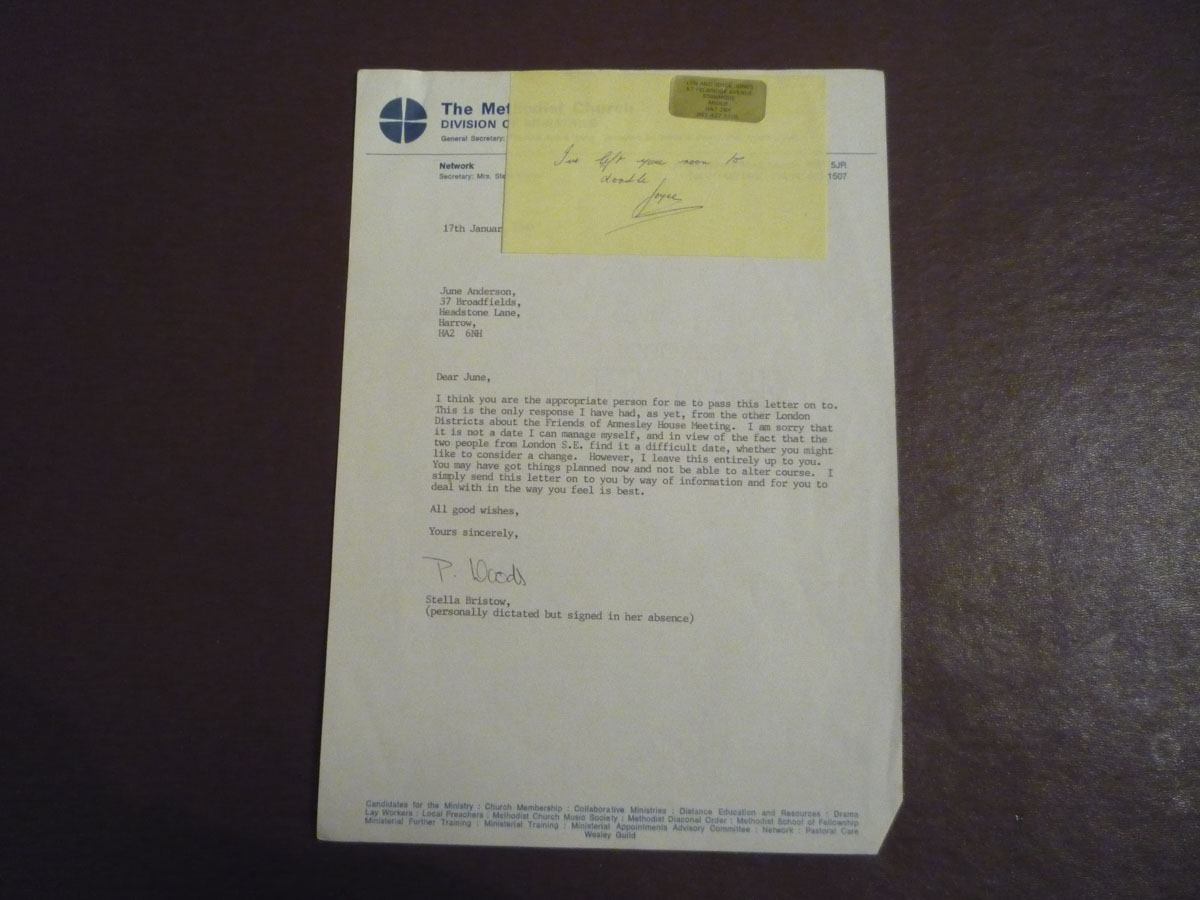 The Methodist Church
DIVISION OF MINISTRIES
General Secretary:
Network
5JR
Secretary: Mrs.
1507
I've left you room to
doodle
Joyce
17th Januar
June Anderson,
37 Broadfields,
Headstone Lane,
Harrow,
HA2 6NH
Dear June,
I think you are the appropriate person for me to pass this letter on to.
This is the only response I have had, as yet, from the other London
Districts about the Friends of Annesley House Meeting. I am sorry that
it is not a date I can manage myself, and in view of the fact that the
two people from London S.E. find it a difficult date, whether you might
like to consider a change. However, I leave this entirely up to you.
You may have got things planned now and not be able to alter course. I
simply send this letter on to you by way of information and for you to
deal with in the way you feel is best.
All good wishes,
Yours sincerely,
P. Woods
Stella Bristow,
(personally dictated but signed in her absence)
Candidates for the Ministry : Church Membership : Collaborative Ministries : Distance Education and Resources : Drama
Lay Workers : Local Preachers : Methodist Church Music Society : Methodist Diaconal Order : Methodist School of Fellowship
Ministerial Further Training : Ministerial Training : Ministerial Appointments Advisory Committee : Network : Pastoral Care
Wesley Guild